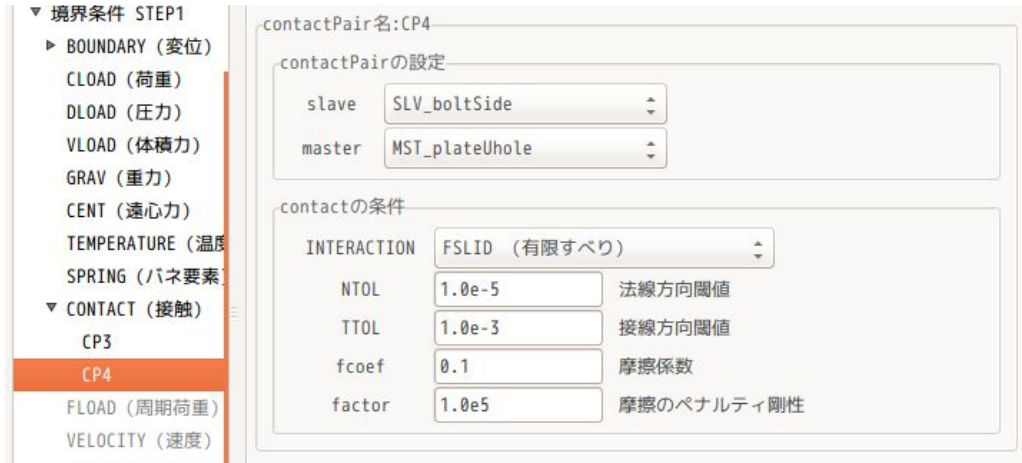 境界条件 STEP1
BOUNDARY (変位)
CLOAD (荷重)
DLOAD (圧力)
VLOAD (体積力)
GRAV (重力)
CENT (遠心力)
TEMPERATURE (温度
SPRING (バネ要素)
CONTACT (接触)
CP3
CP4
FLOAD (周期荷重)
VELOCITY (速度)
contactPair名:CP4
contactPairの設定
slave SLV_boltSide
master MST_plateUhole
contactの条件
INTERACTION FSLID (有限すべり)
NTOL 1.0e-5 法線方向閾値
TTOL 1.0e-3 接線方向閾値
fcoef 0.1 摩擦係数
factor 1.0e5 摩擦のペナルティ剛性